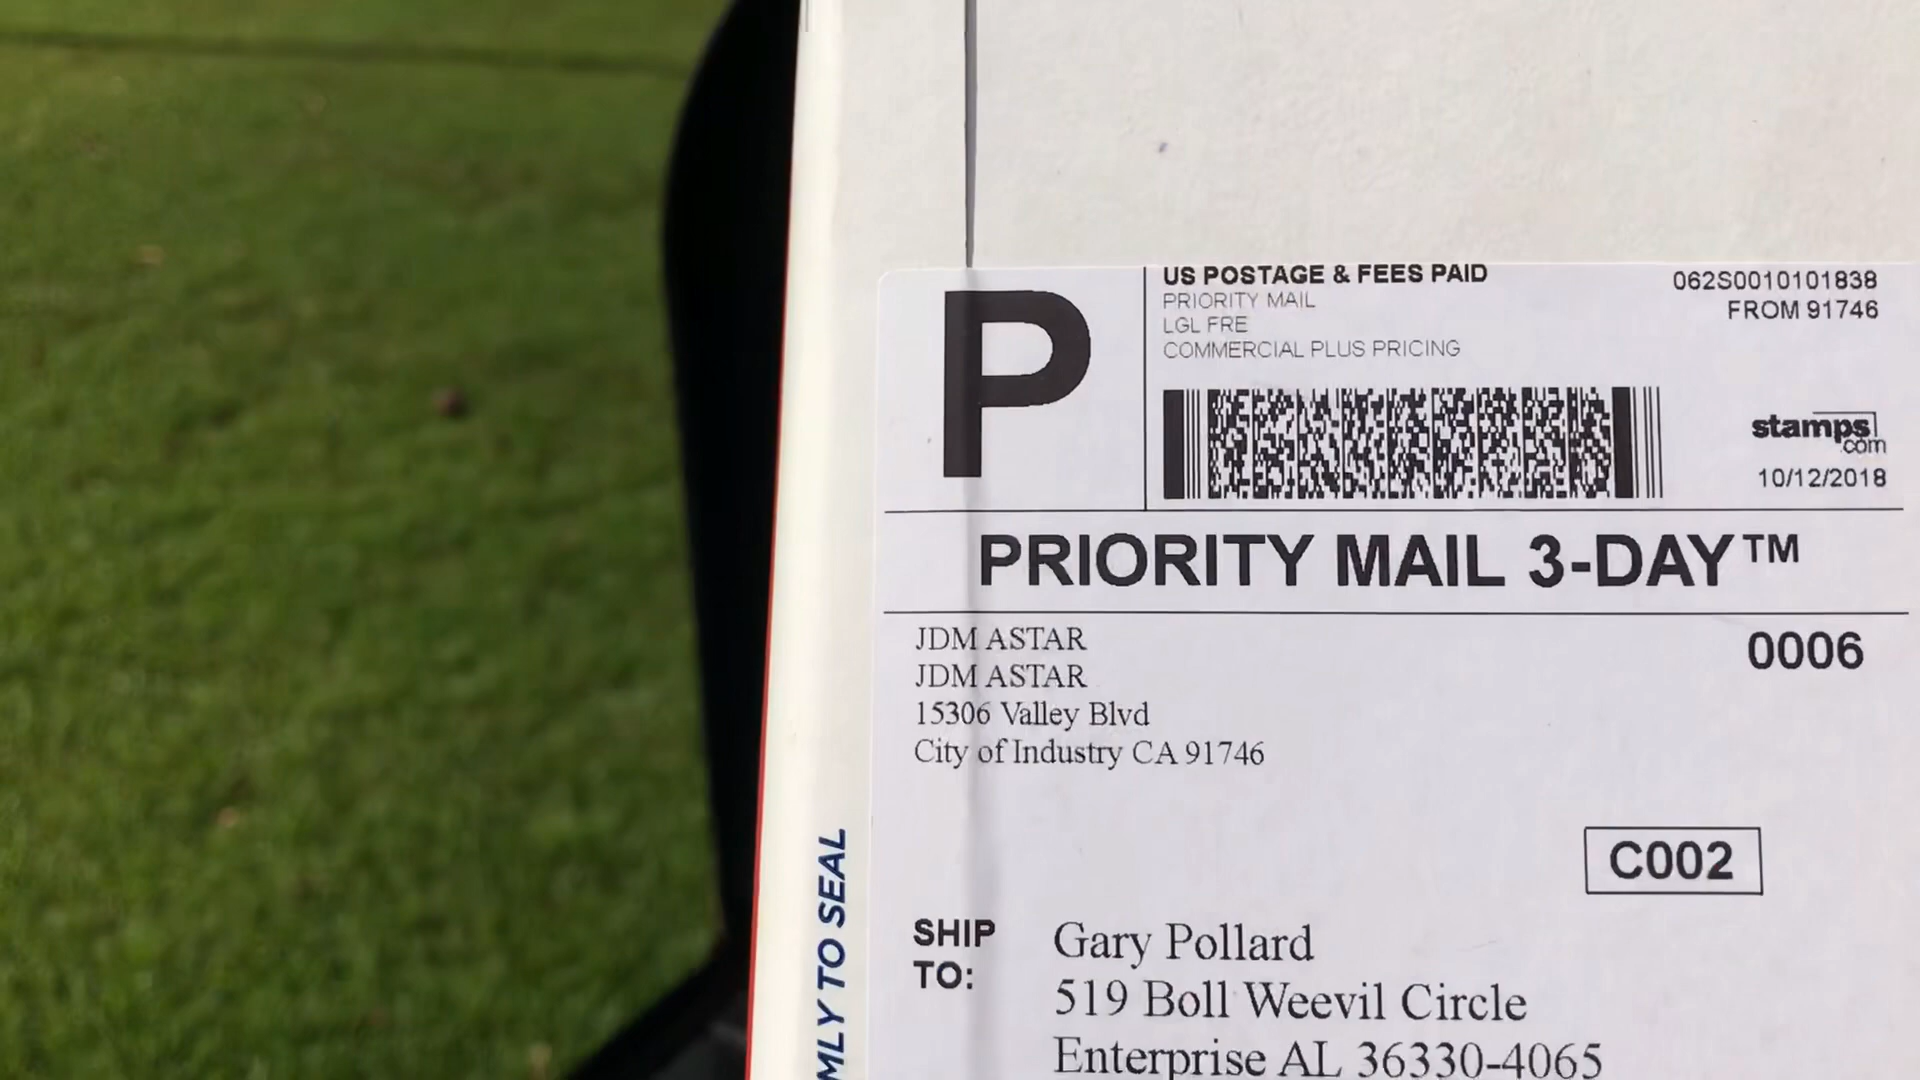 P
US POSTAGE & FEES PAID
PRIORITY MAIL
LGL FRE
COMMERCIAL PLUS PRICING
062S0010101838
FROM 91746
stamps
.com
10/12/2018
PRIORITY MAIL 3-DAY™
JDM ASTAR
JDM ASTAR
15306 Valley Blvd
City of Industry CA 91746
0006
C002
SHIP
TO:
Gary Pollard
519 Boll Weevil Circle
Enterprise AL 36330-4065
TO SEAL